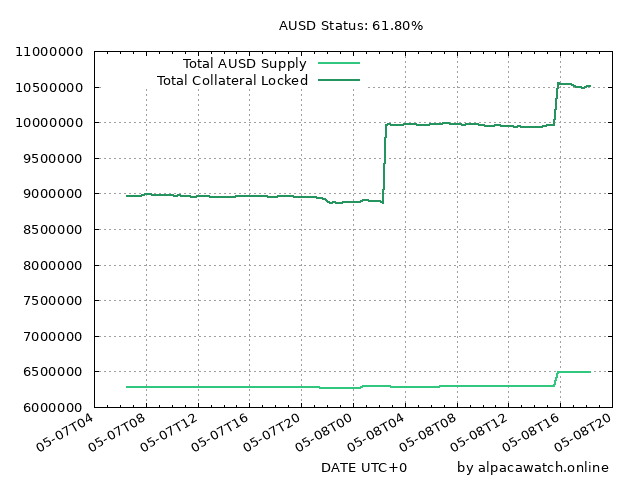 AUSD Status: 61.80%
Total AUSD Supply
Total Collateral Locked
11000000
10500000
10000000
9500000
9000000
8500000
8000000
7500000
7000000
6500000
6000000
05-07T04
05-07T08
05-07T12
05-07T16
05-07T20
05-08T00
05-08T04
05-08T08
05-08T12
05-08T16
05-08T20
DATE UTC+0
by alpacawatch.online